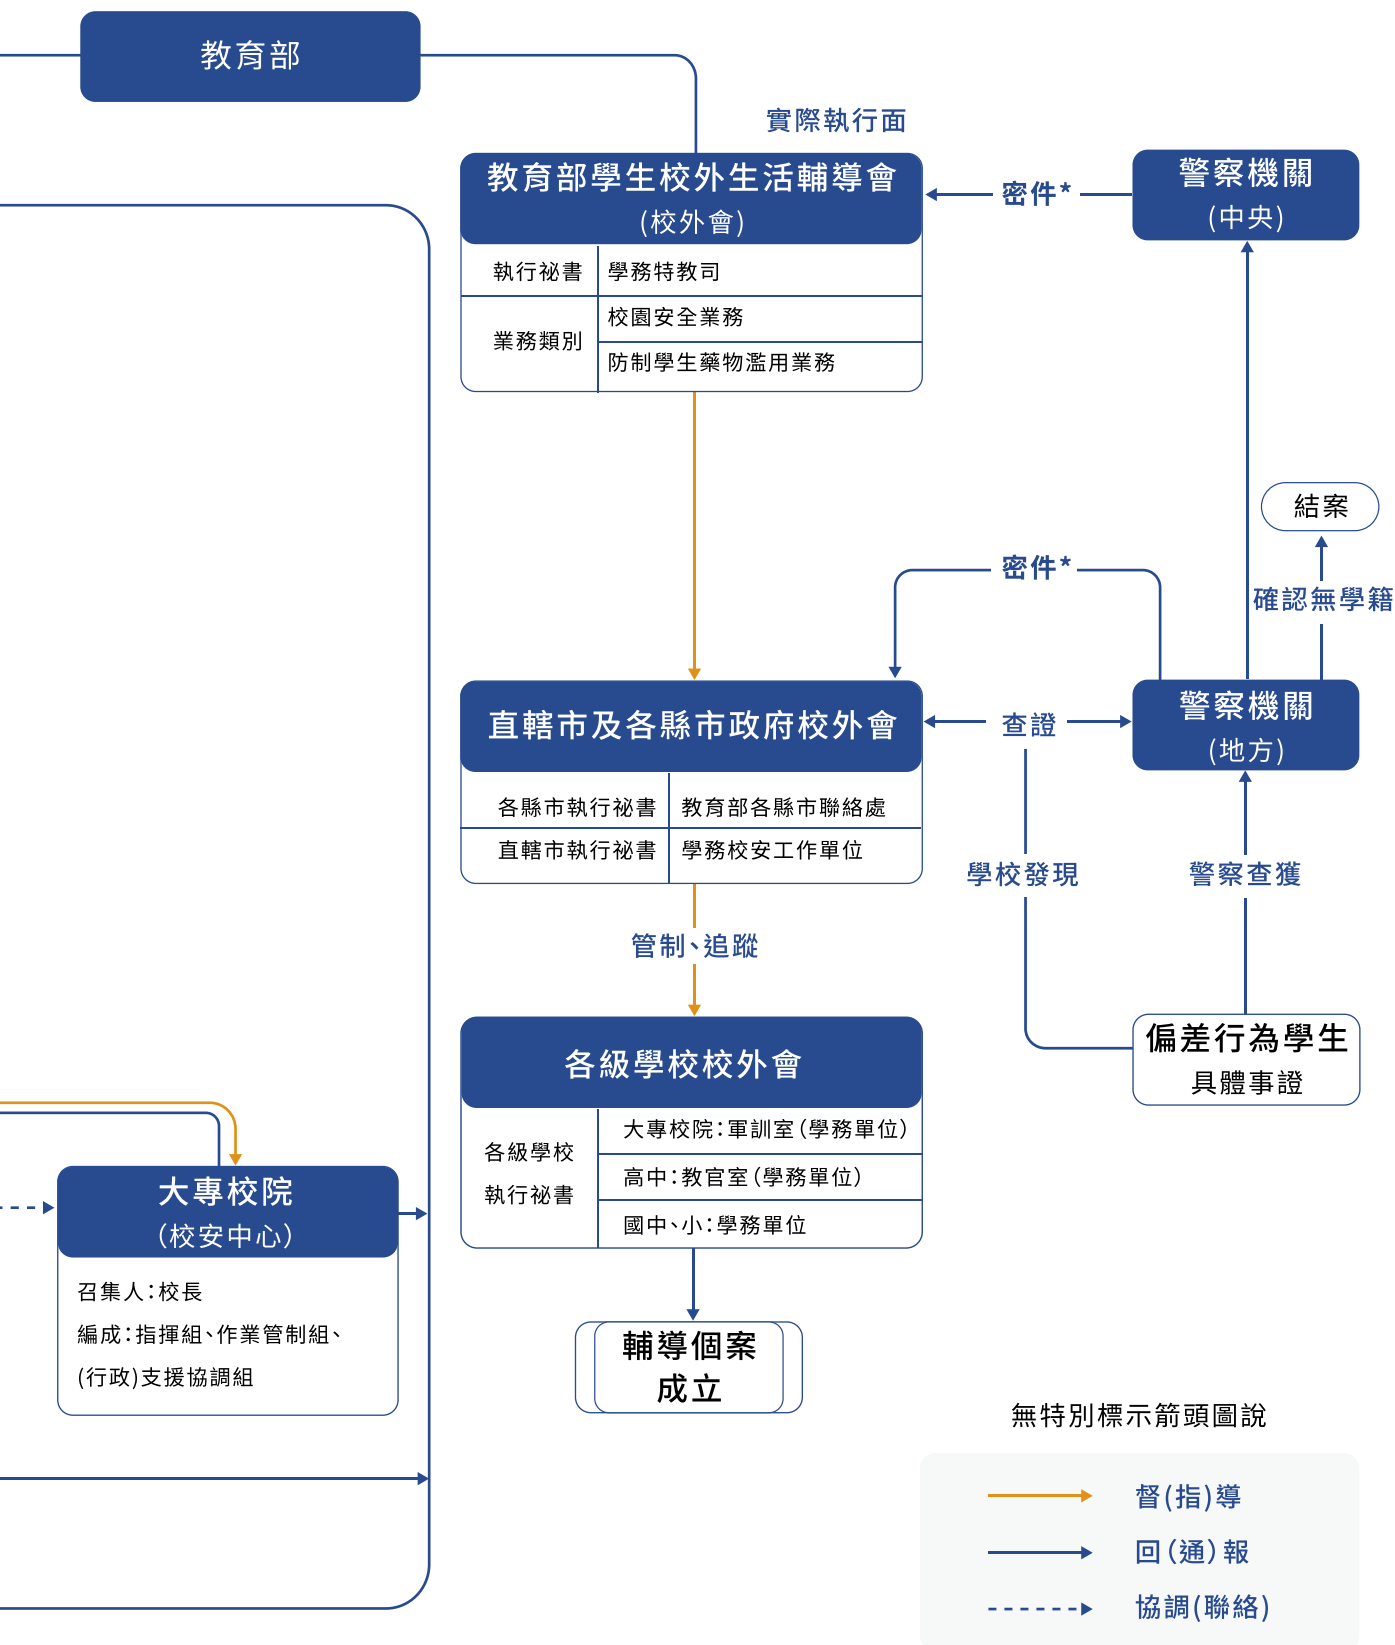 教育部
實際執行面
教育部學生校外生活輔導會
(校外會)
執行祕書
學務特教司
業務類別
校園安全業務
防制學生藥物濫用業務
密件*
警察機關
(中央)
結案
確認無學籍
密件*
直轄市及各縣市政府校外會
各縣市執行祕書
教育部各縣市聯絡處
直轄市執行祕書
學務校安工作單位
查證
警察機關
(地方)
學校發現
警察查獲
管制、追蹤
各級學校校外會
各級學校
執行祕書
大專校院：軍訓室（學務單位）
高中：教官室（學務單位）
國中、小：學務單位
偏差行為學生
具體事證
大專校院
（校安中心）
召集人：校長
編成：指揮組、作業管制組、
(行政)支援協調組
輔導個案
成立
無特別標示箭頭圖說
督(指)導
回（通）報
協調(聯絡)